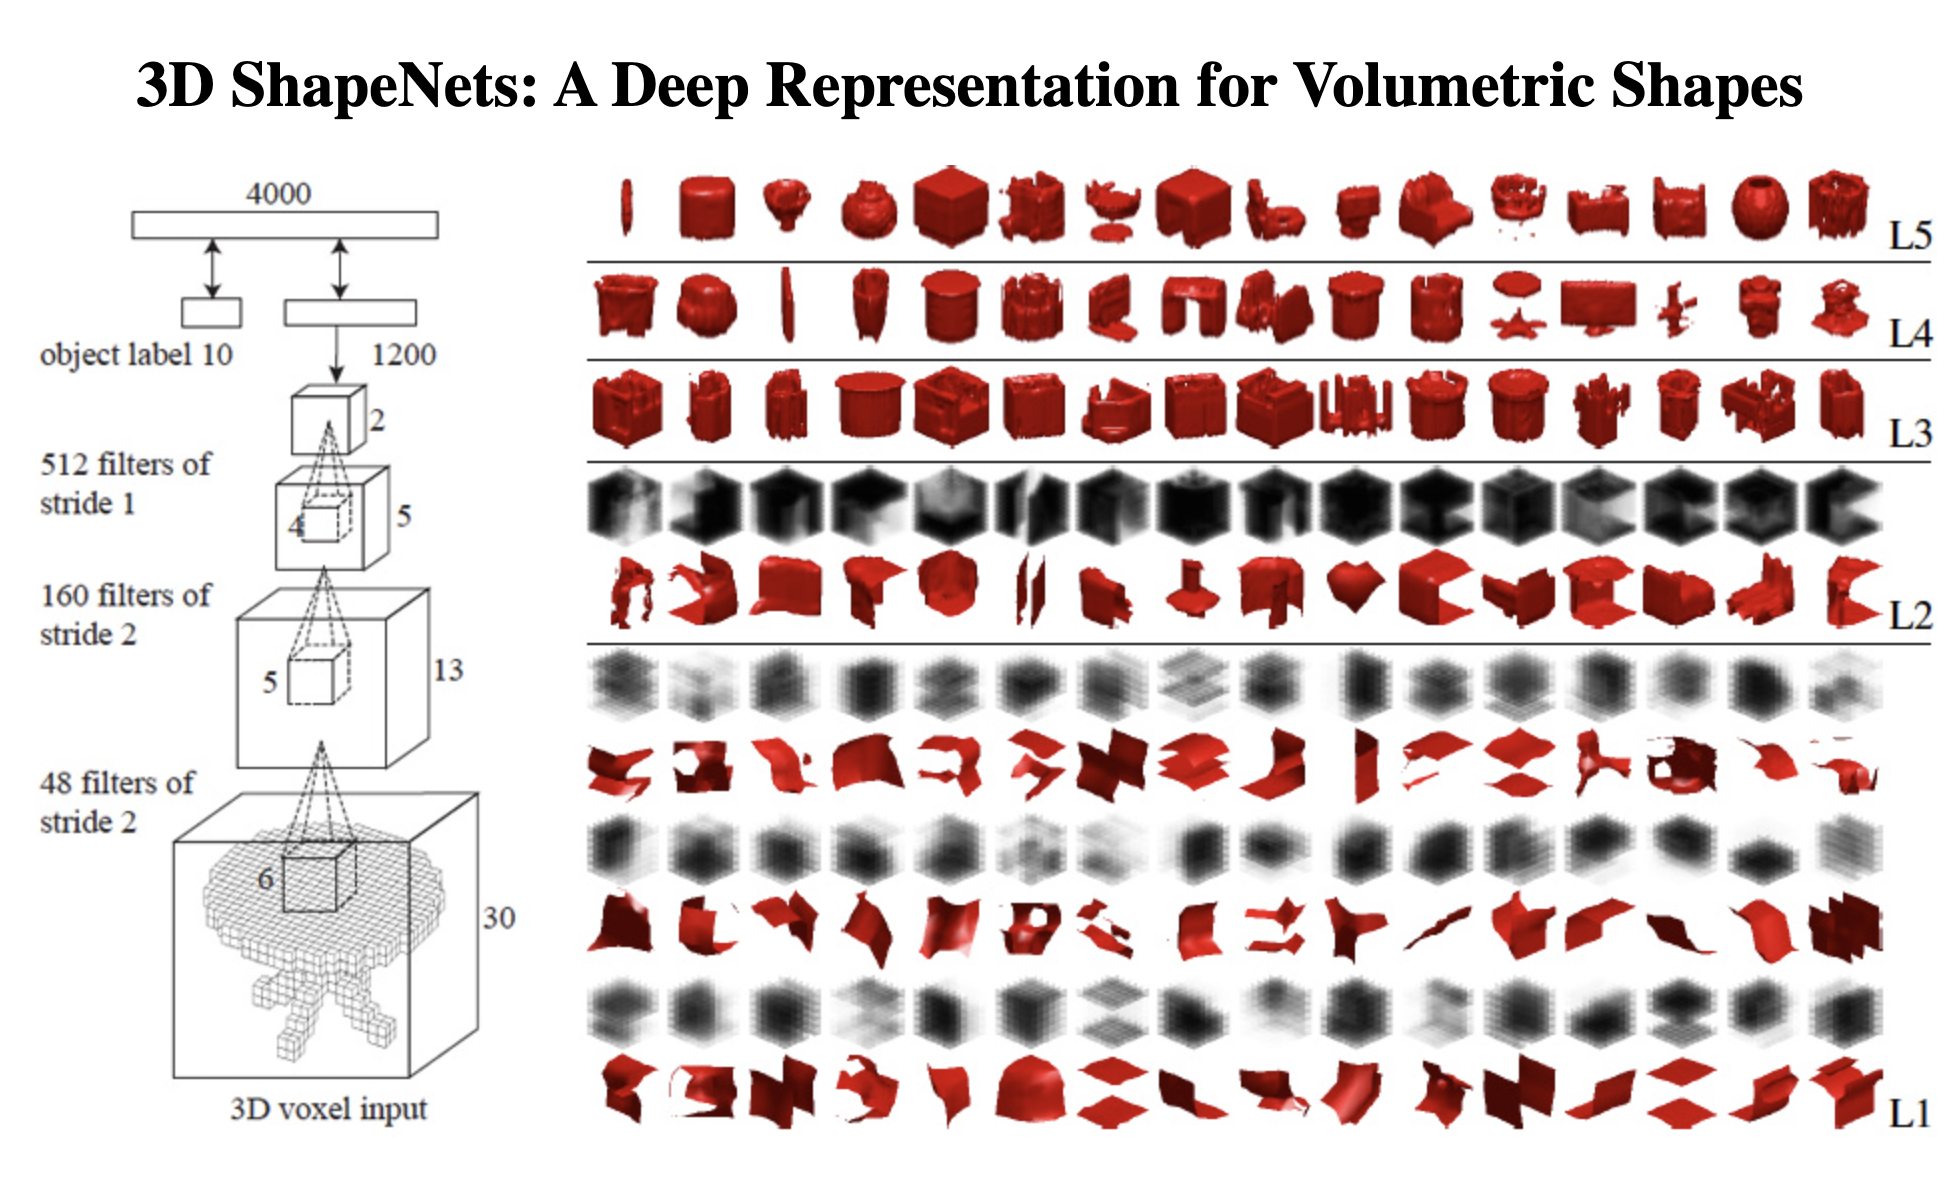 3D ShapeNets: A Deep Representation for Volumetric Shapes
4000
object label 10
1200
2
512 filters of
stride 1
4
5
160 filters of
stride 2
5
13
48 filters of
stride 2
6
30
3D voxel input
L5
L4
L3
L2
L1